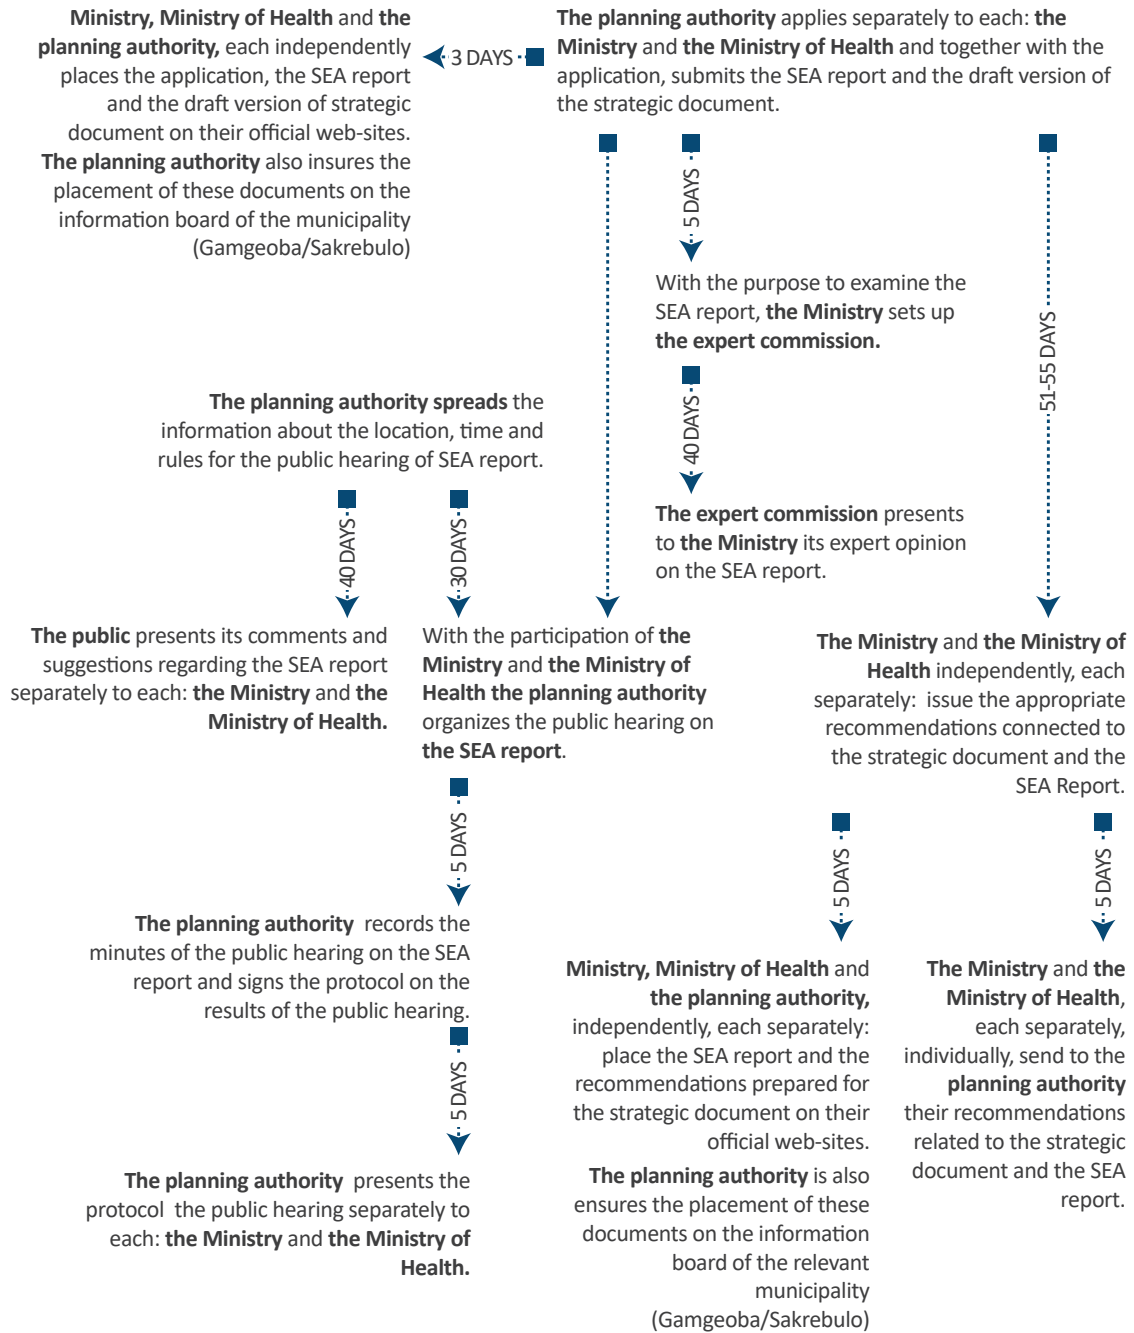 Ministry, Ministry of Health and the
planning authority, each independently
places the application, the SEA report
and the draft version of strategic
document on their official web-sites.
The planning authority also insures the
placement of these documents on the
information board of the municipality
(Gamgeoba/Sakrebulo)
3 DAYS
The planning authority applies separately to each: the
Ministry and the Ministry of Health and together with the
application, submits the SEA report and the draft version of
the strategic document.
5 DAYS
With the purpose to examine the
SEA report, the Ministry sets up
the expert commission.
51-55 DAYS
The planning authority spreads the
information about the location, time and
rules for the public hearing of SEA report.
40 DAYS
The expert commission presents
to the Ministry its expert opinion
on the SEA report.
40 DAYS
30 DAYS
The public presents its comments and
suggestions regarding the SEA report
separately to each: the Ministry and the
Ministry of Health.
With the participation of the
Ministry and the Ministry of
Health the planning authority
organizes the public hearing on
the SEA report.
The Ministry and the Ministry of
Health independently, each
separately: issue the appropriate
recommendations connected to
the strategic document and the
SEA Report.
5 DAYS
5 DAYS
5 DAYS
The planning authority records the
minutes of the public hearing on the SEA
report and signs the protocol on the
results of the public hearing.
5 DAYS
The planning authority presents the
protocol the public hearing separately to
each: the Ministry and the Ministry of
Health.
Ministry, Ministry of Health and
the planning authority,
independently, each separately:
place the SEA report and the
recommendations prepared for
the strategic document on their
official web-sites.
The planning authority is also
ensures the placement of these
documents on the information
board of the relevant
municipality
(Gamgeoba/Sakrebulo)
The Ministry and the
Ministry of Health,
each separately,
individually, send to the
planning authority
their recommendations
related to the strategic
document and the SEA
report.